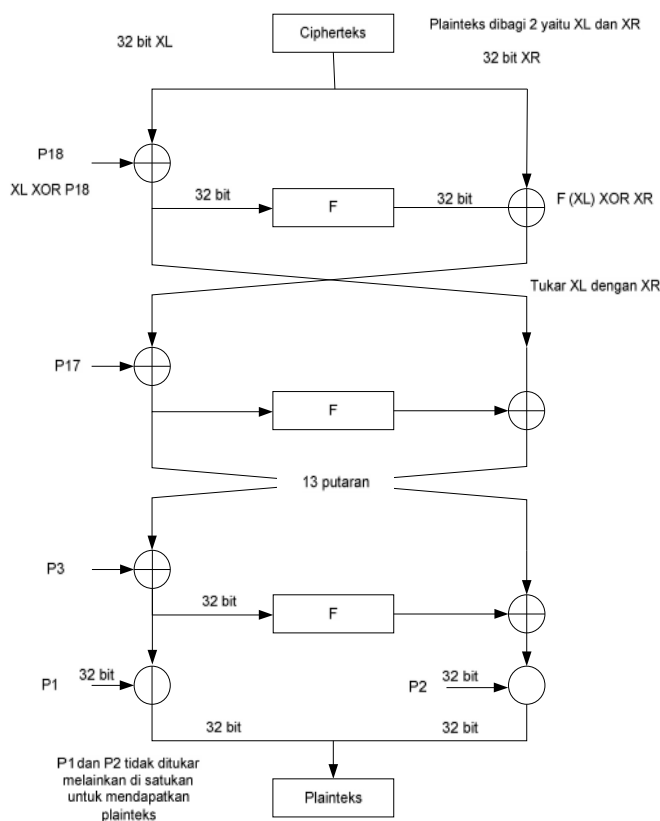 Cipherteks
Plainteks dibagi 2 yaitu XL dan XR
32 bit XL
32 bit XR
P18
XL XOR P18
32 bit
F
32 bit
F (XL) XOR XR
Tukar XL dengan XR
P17
F
13 putaran
P3
32 bit
F
P1
32 bit
P2
32 bit
32 bit
32 bit
P1 dan P2 tidak ditukar
melainkan di satukan
untuk mendapatkan
plainteks
Plainteks